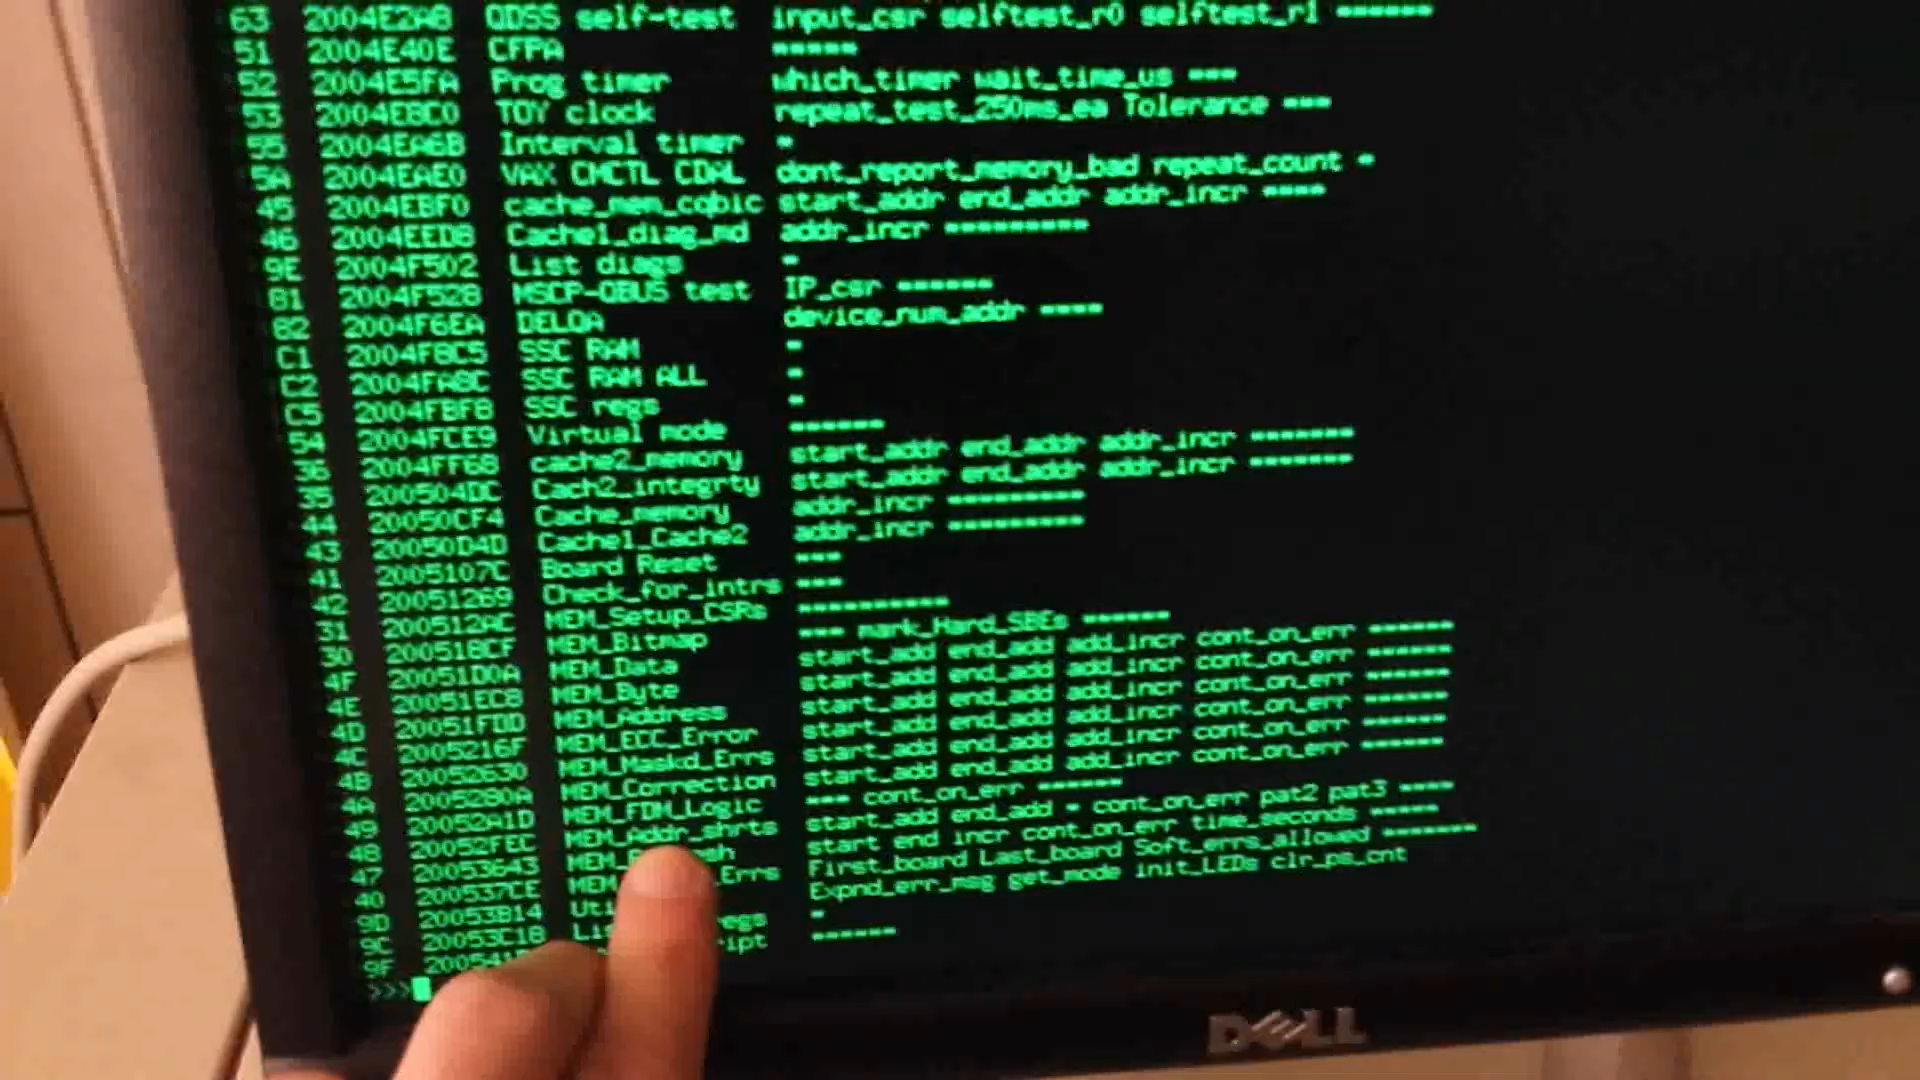 63 2004E2A8 QDSS self-test input_csr selftest_r0 selftest_r1 ******
51 2004E40E CFPA *****
52 2004E5FA Prog timer which_timer wait_time_us ***
53 2004E8C0 TOY clock repeat_test_250ms_ea Tolerance ***
55 2004EA6B Interval timer *
5A 2004EAE0 VAX CMCTL CDAL dont_report_memory_bad repeat_count *
45 2004EBF0 cache_mem_cqbic start_addr end_addr addr_incr ****
46 2004EED8 Cache1_diag_md addr_incr *********
9E 2004F502 List diags *
81 2004F528 MSCP-QBUS test IP_csr ******
82 2004F6EA DELQA device_num_addr ****
C1 2004F8C5 SSC RAM *
C2 2004FA8C SSC RAM ALL *
C5 2004FBF8 SSC regs *
54 2004FCE9 Virtual mode ******
36 2004FF68 cache2_memory start_addr end_addr addr_incr *******
35 200504DC Cach2_integrty start_addr end_addr addr_incr *******
44 20050CF4 Cache_memory addr_incr *********
43 20050D4D Cache1_Cache2 addr_incr *********
41 2005107C Board Reset ***
42 20051269 Check_for_intrs ***
31 200512AC MEM_Setup_CSRs **********
30 200518CF MEM_Bitmap *** mark_Hard_SBEs ******
4F 20051D0A MEM_Data start_add end_add add_incr cont_on_err ******
4E 20051EC8 MEM_Byte start_add end_add add_incr cont_on_err ******
4D 20051FDD MEM_Address start_add end_add add_incr cont_on_err ******
4C 2005216F MEM_ECC_Error start_add end_add add_incr cont_on_err ******
4B 20052630 MEM_Maskd_Errs start_add end_add add_incr cont_on_err ******
4A 2005280A MEM_Correction start_add end_add add_incr cont_on_err ******
49 20052A1D MEM_FDM_Logic *** cont_on_err ******
48 20052FEC MEM_Addr_shrts start_add end_add * cont_on_err pat2 pat3 ****
47 20053643 start end incr cont_on_err time_seconds *****
40 200537CE First_board Last_board Soft_errs_allowed *******
9D 20053B14 Expnd_err_msg get_mode init_LEDs clr_ps_cnt
9C 20053C18 *
9F ******
>>>
DELL